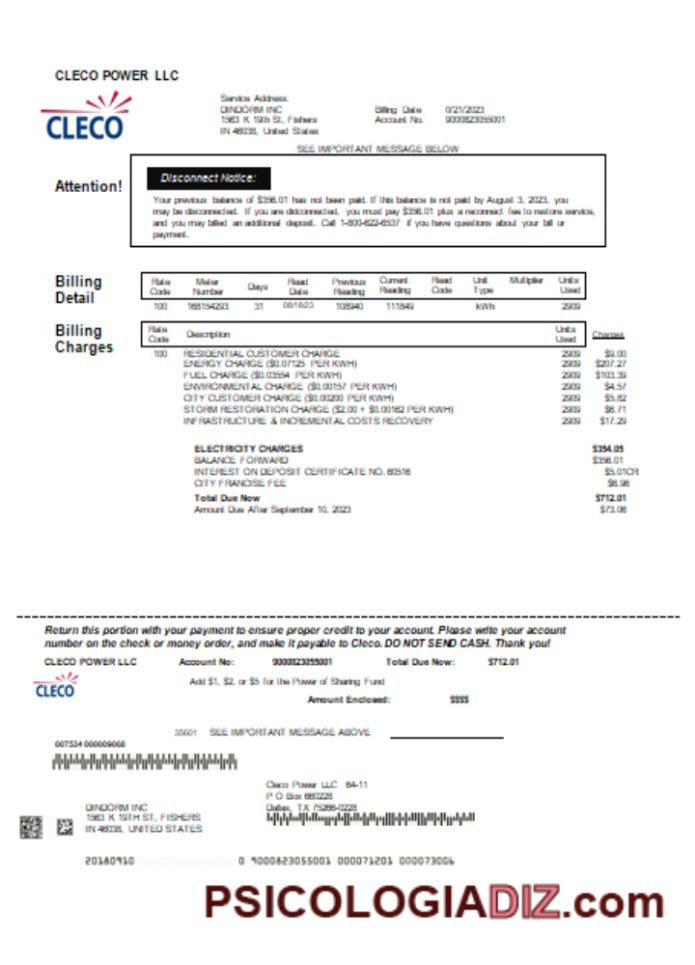 CLECO POWER LLC
CLECO
Service Address.
DINDORM INC
1563 K 19th St, Fishers
IN 46038, United States
Billing Date 0/21/2023
Account No. 9000823055001
SEE IMPORTANT MESSAGE BELOW
Attention!
Disconnect Notice:
Your previous balance of $356.01 has not been paid. If this balance is not paid by August 3, 2023, you
may be disconnected. If you are didconnected, you must pay $356.01 plus a reconnect fee to restore service,
and you may billed an additional deposit. Call 1-800-622-6537 if you have questions about your bill or
payment.
Billing
Detail
Rate Code Meter Number Days Read Date Previous Reading Current Reading Read Code Unit Type Multiplier Units Used
100 168154293 31 08/18/23 108940 111849 kWh 2909
Billing
Charges
Rate Code Description Units Used Charges
100 RESIDENTIAL CUSTOMER CHARGE 2909 $9.00
ENERGY CHARGE ($0.07125 PER KWH) 2909 $207.27
FUEL CHARGE ($0.03554 PER KWH) 2909 $103.39
ENVIRONMENTAL CHARGE ($0.00157 PER KWH) 2909 $4.57
CITY CUSTOMER CHARGE ($0.00200 PER KWH) 2909 $5.82
STORM RESTORATION CHARGE ($2.00 + $0.00162 PER KWH) 2909 $6.71
INFRASTRUCTURE & INCREMENTAL COSTS RECOVERY 2909 $17.29
ELECTRICITY CHARGES $354.05
BALANCE FORWARD $356.01
INTEREST ON DEPOSIT CERTIFICATE NO. 60516 $5.01CR
CITY FRANCISE FEE $6.96
Total Due Now $712.01
Amount Due After September 10, 2023 $73.06
Return this portion with your payment to ensure proper credit to your account. Please write your account
number on the check or money order, and make it payable to Cleco. DO NOT SEND CASH. Thank you!
CLECO POWER LLC Account No: 9000823055001 Total Due Now: $712.01
CLECO
Add $1, $2, or $5 for the Power of Sharing Fund
Amount Enclosed: $$$$
35601 SEE IMPORTANT MESSAGE ABOVE
007534 000009068
Cleco Power LLC 64-11
P O Box 660228
Dallas, TX 75266-0228
DINDORM INC
1563 K 19TH ST, FISHERS
IN 46038, UNITED STATES
20180910 0 9000823055001 000071201 000073006
PSICOLOGIADIZ.com